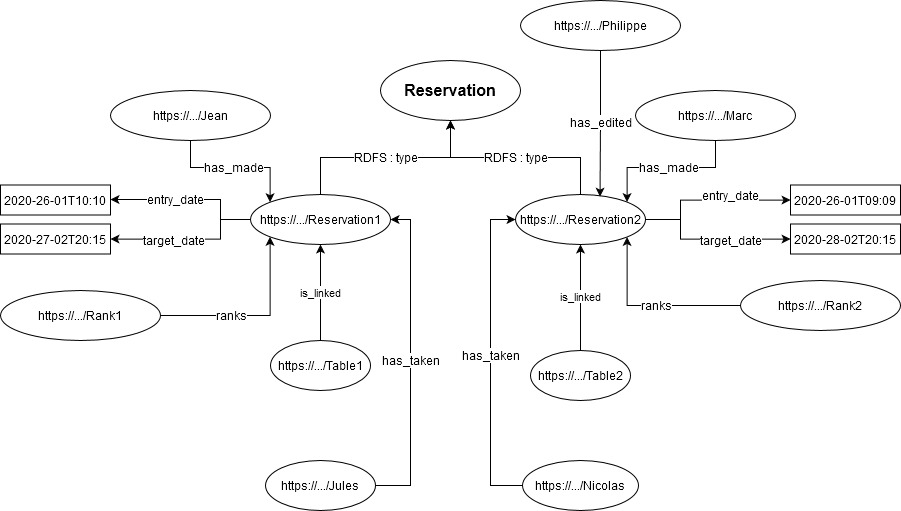 https://.../Philippe
Reservation
https://.../Jean
https://.../Marc
has_edited
RDFS : type
RDFS : type
has_made
has_made
2020-26-01T10:10
entry_date
entry_date
2020-26-01T09:09
https://.../Reservation1
https://.../Reservation2
2020-27-02T20:15
target_date
target_date
2020-28-02T20:15
is_linked
is_linked
https://.../Rank1
ranks
ranks
https://.../Rank2
has_taken
has_taken
https://.../Table1
https://.../Table2
https://.../Jules
https://.../Nicolas